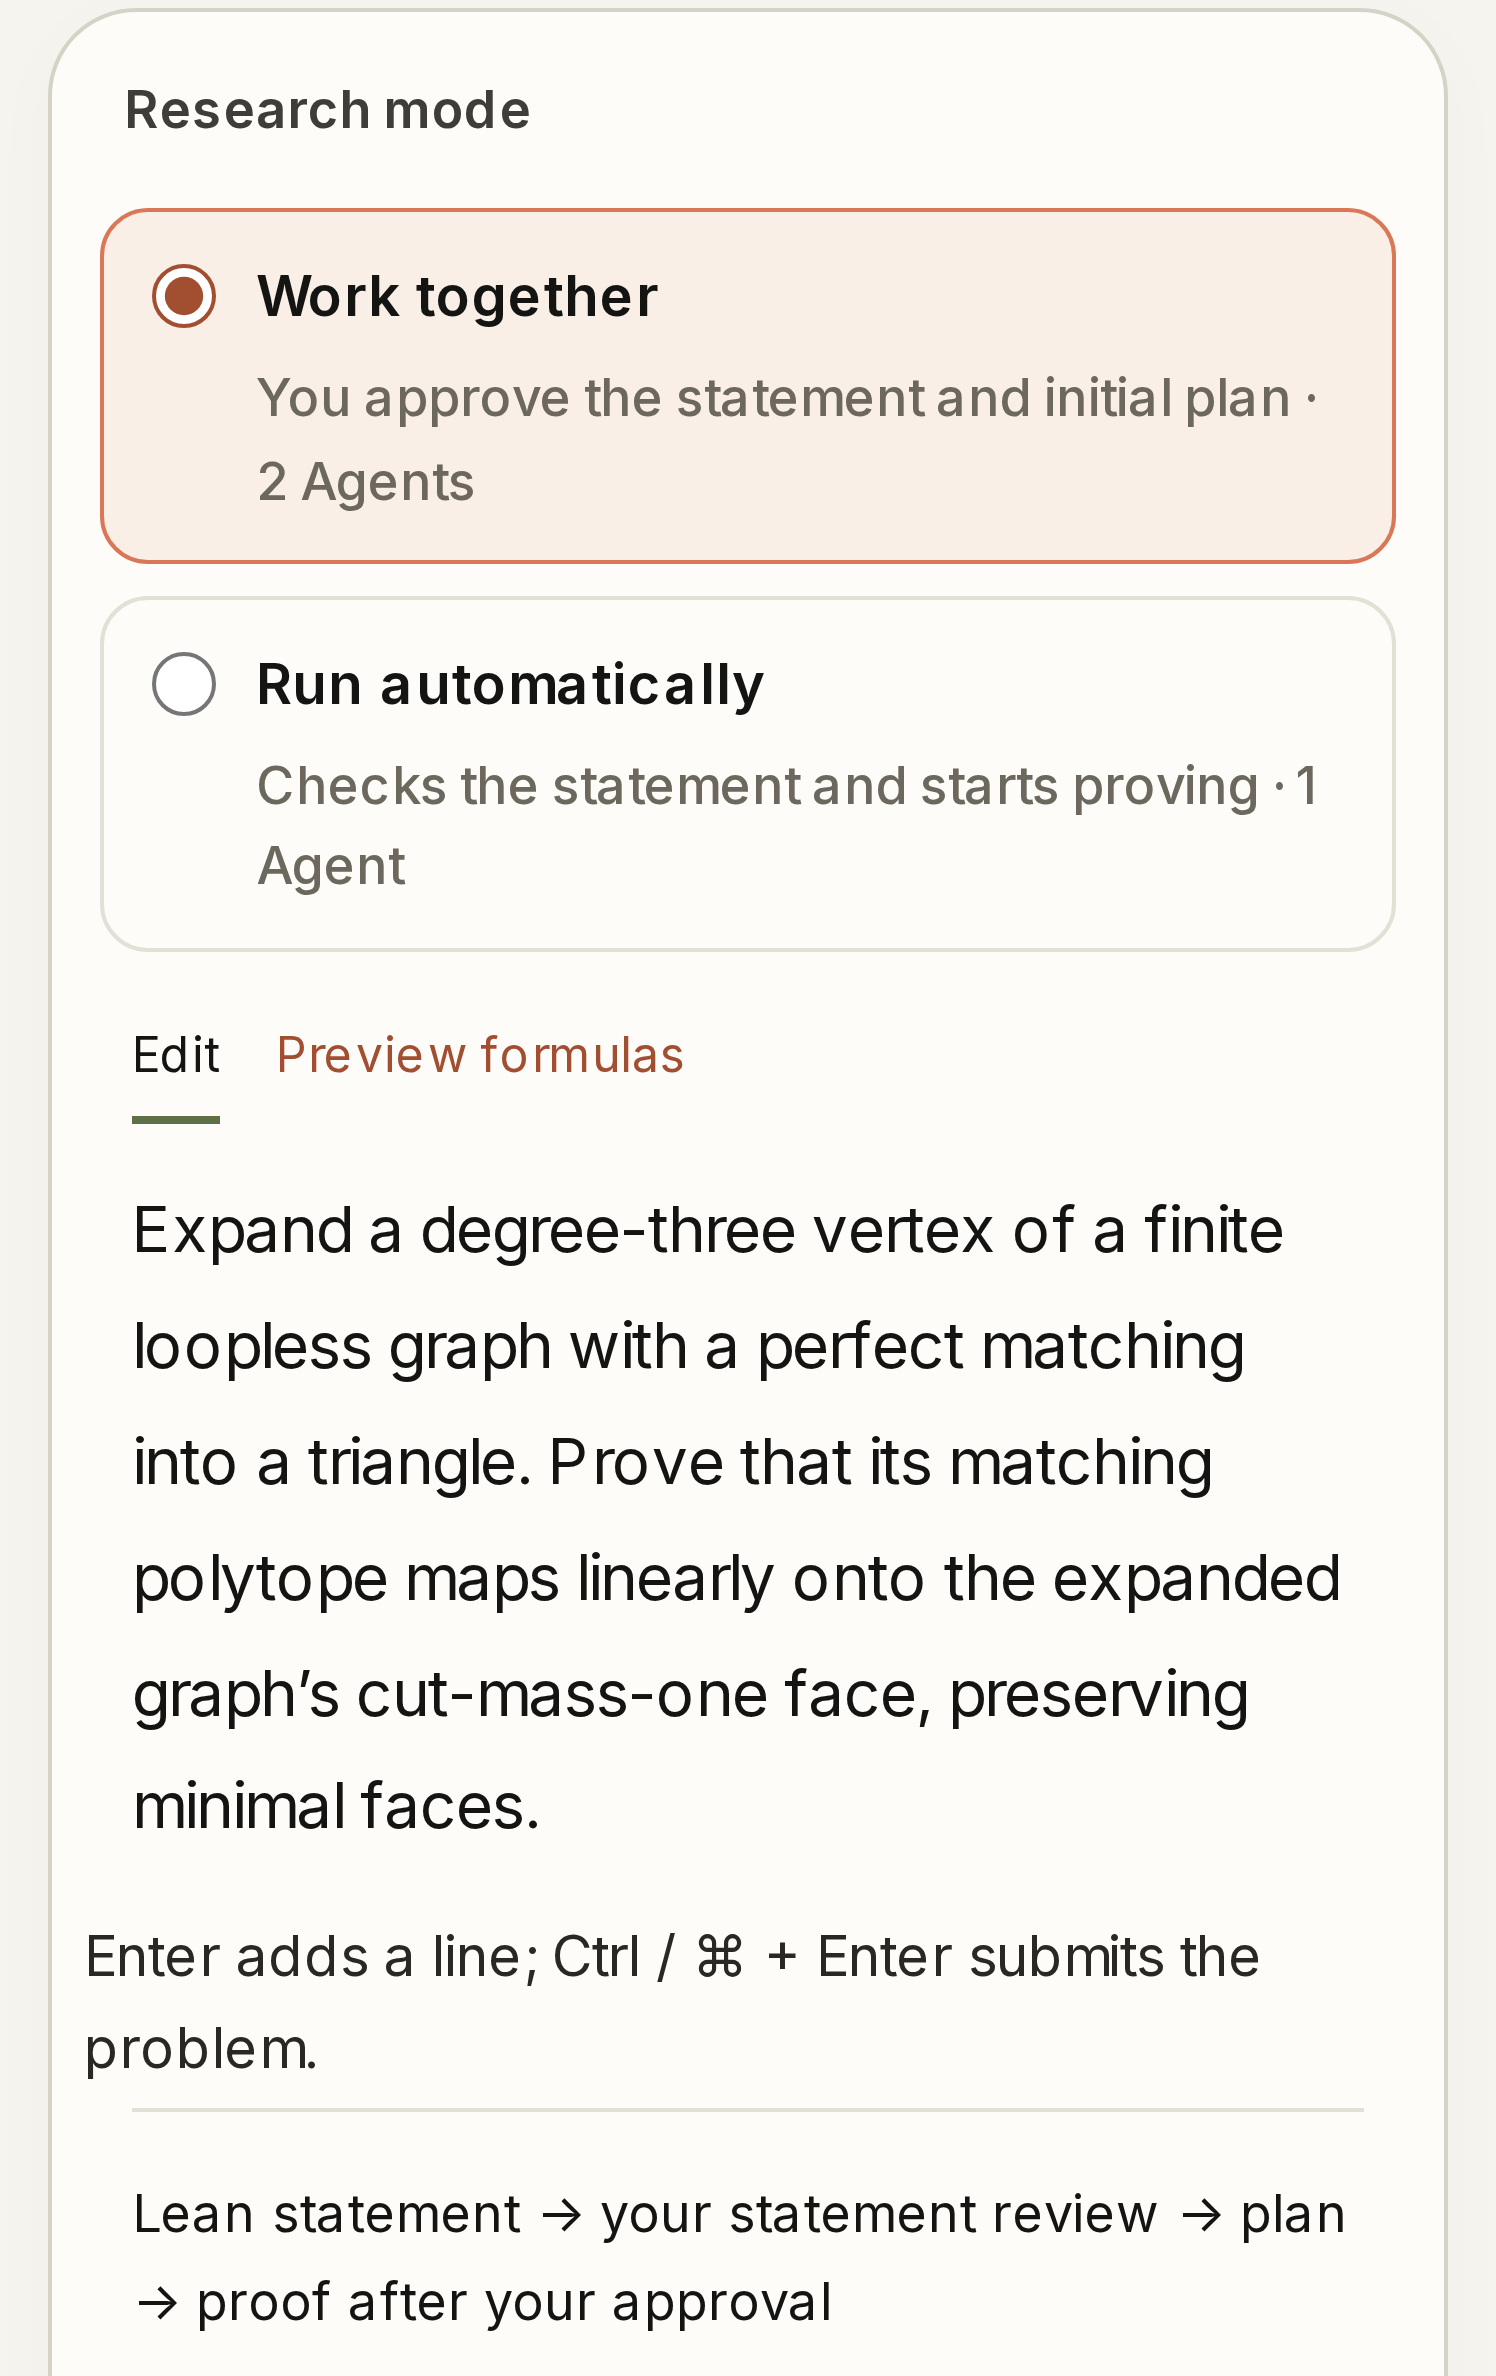 Research mode
Work together
You approve the statement and initial plan ·
2 Agents
Run automatically
Checks the statement and starts proving · 1
Agent
Edit Preview formulas
Expand a degree-three vertex of a finite
loopless graph with a perfect matching
into a triangle. Prove that its matching
polytope maps linearly onto the expanded
graph’s cut-mass-one face, preserving
minimal faces.
Enter adds a line; Ctrl / ⌘ + Enter submits the
problem.
Lean statement → your statement review → plan
→ proof after your approval